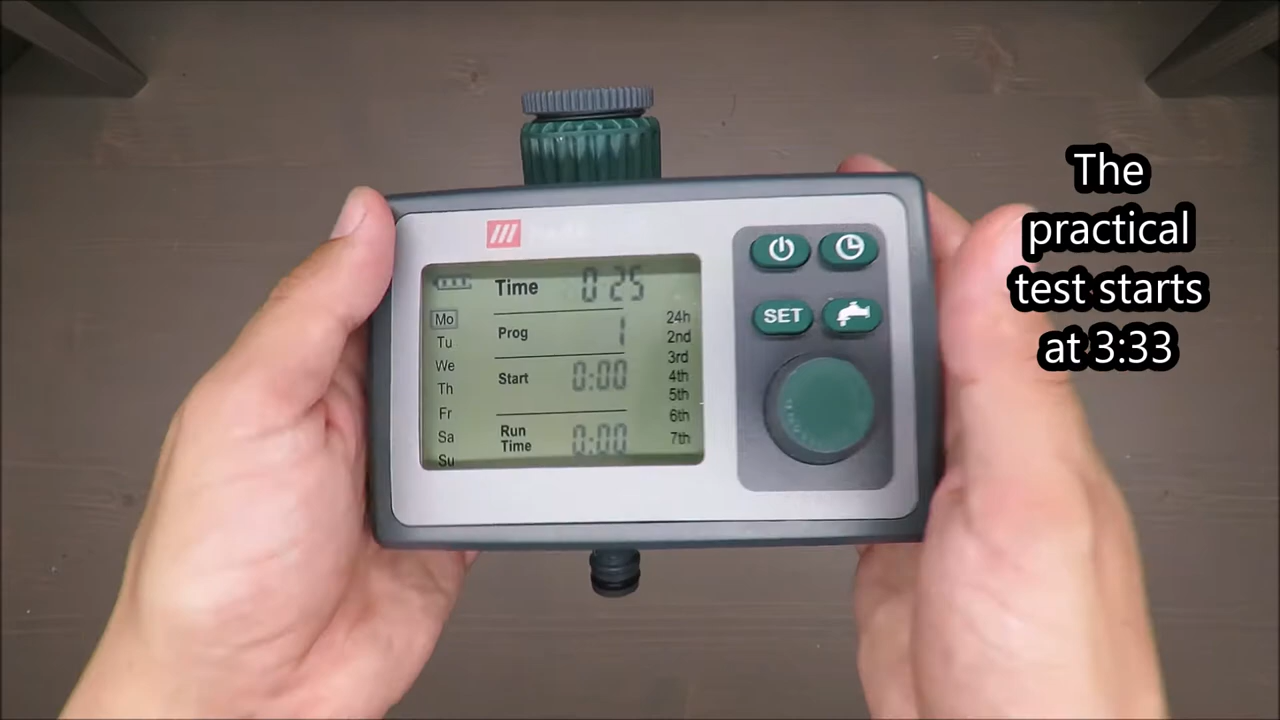 Time 0:25
Mo
Tu
We
Th
Fr
Sa
Su
Prog 1
Start 0:00
Run
Time 0:00
24h
2nd
3rd
4th
5th
6th
7th
SET
The
practical
test starts
at 3:33